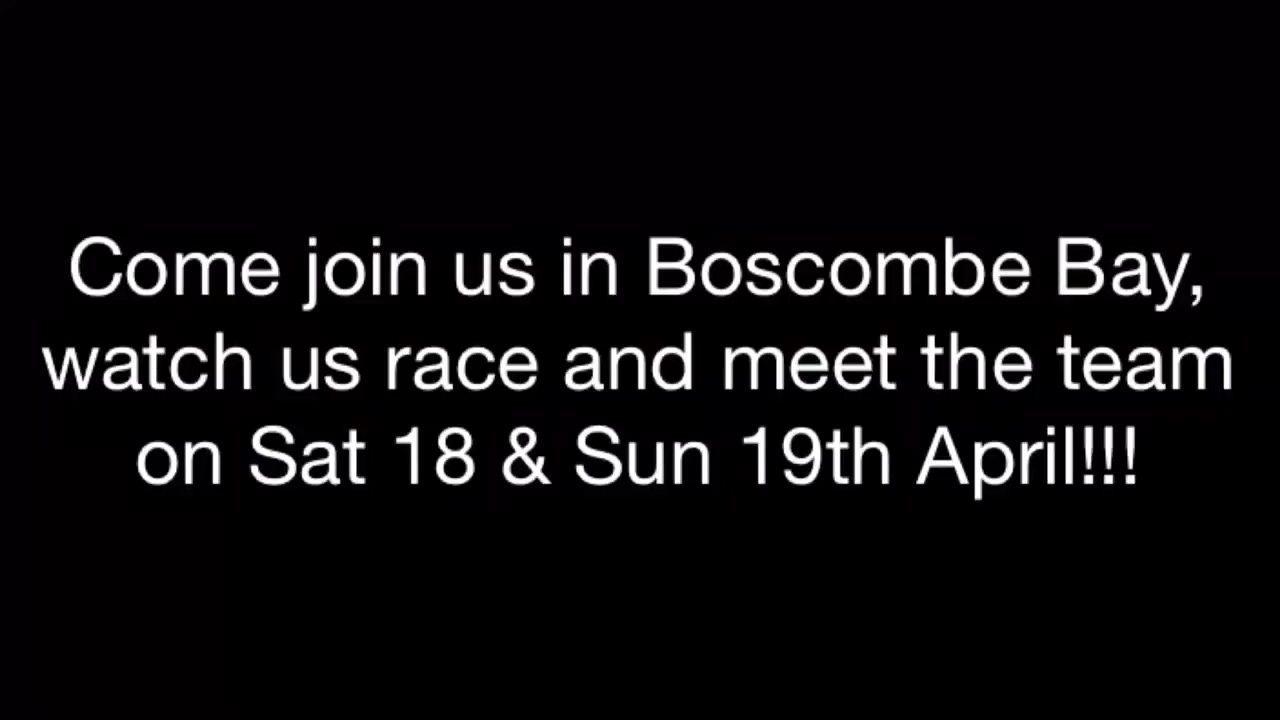 Come join us in Boscombe Bay,
watch us race and meet the team
on Sat 18 & Sun 19th April!!!